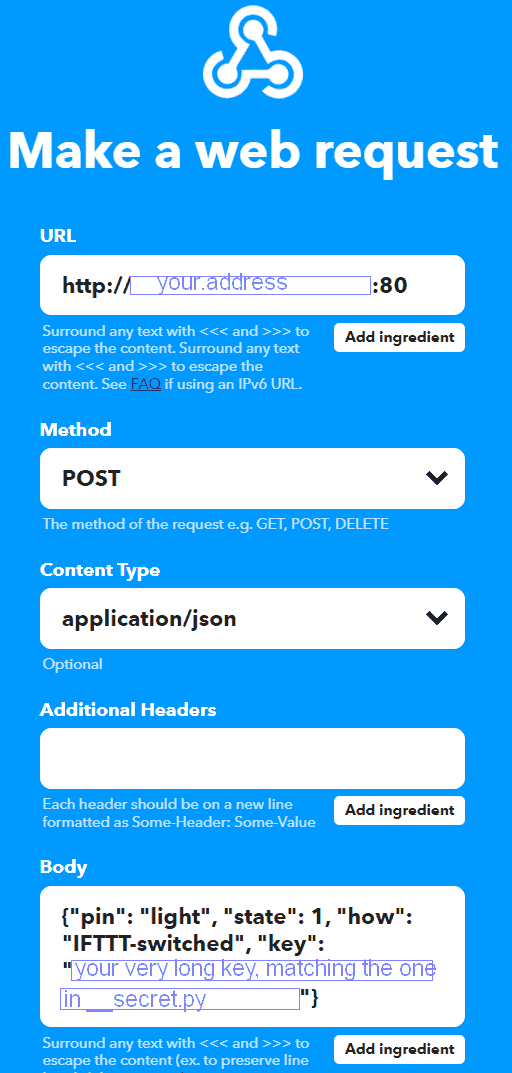 Make a web request
URL
http:// your.address :80
Surround any text with <<< and >>> to
escape the content. Surround any text
with <<< and >>> to escape the
content. See FAQ if using an IPv6 URL.
Add ingredient
Method
POST
The method of the request e.g. GET, POST, DELETE
Content Type
application/json
Optional
Additional Headers
Each header should be on a new line
formatted as Some-Header: Some-Value
Add ingredient
Body
{"pin": "light", "state": 1, "how":
"IFTTT-switched", "key":
"your very long key, matching the one
in __secret.py "}
Surround any text with <<< and >>> to
escape the content (ex. to preserve line
Add ingredient